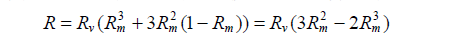 R = R_v (R_m^3 + 3R_m^2 (1 − R_m)) = R_v (3R_m^2 − 2R_m^3)